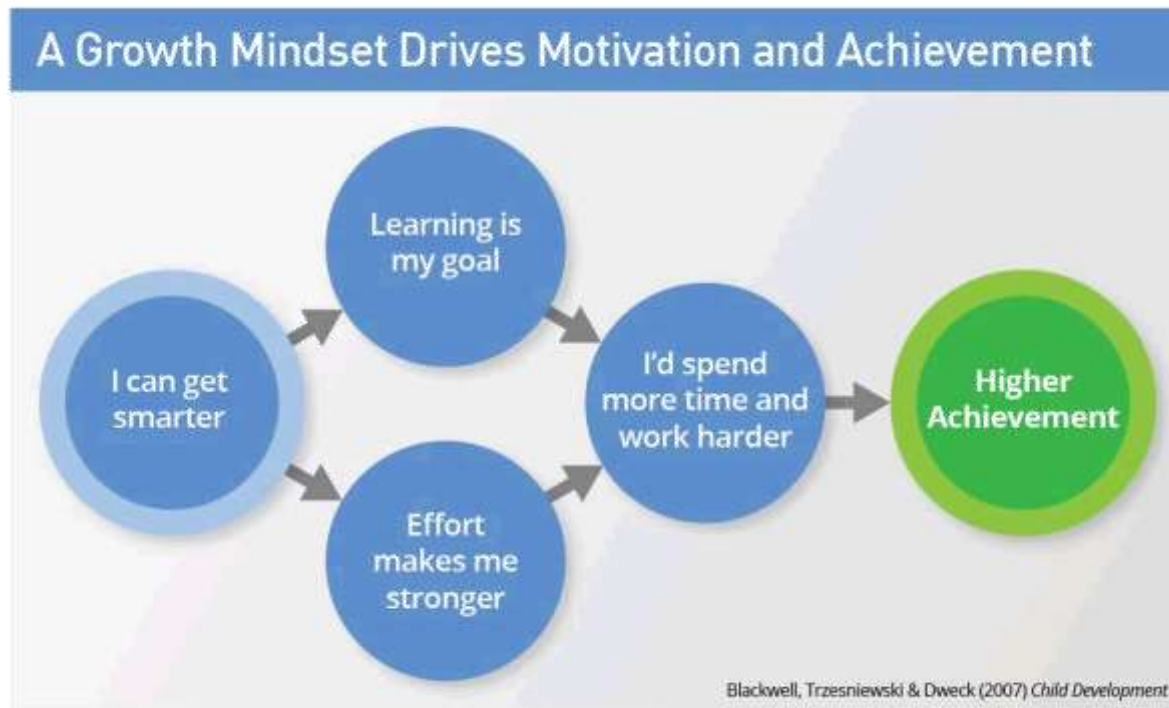 A Growth Mindset Drives Motivation and Achievement
Learning is
my goal
I can get
smarter
I'd spend
more time and
work harder
Higher
Achievement
Effort
makes me
stronger
Blackwell, Trzesniewski & Dweck (2007) Child Development